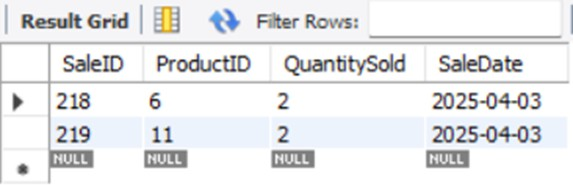 Result Grid Filter Rows:
SaleID ProductID QuantitySold SaleDate
218 6 2 2025-04-03
219 11 2 2025-04-03
NULL NULL NULL NULL